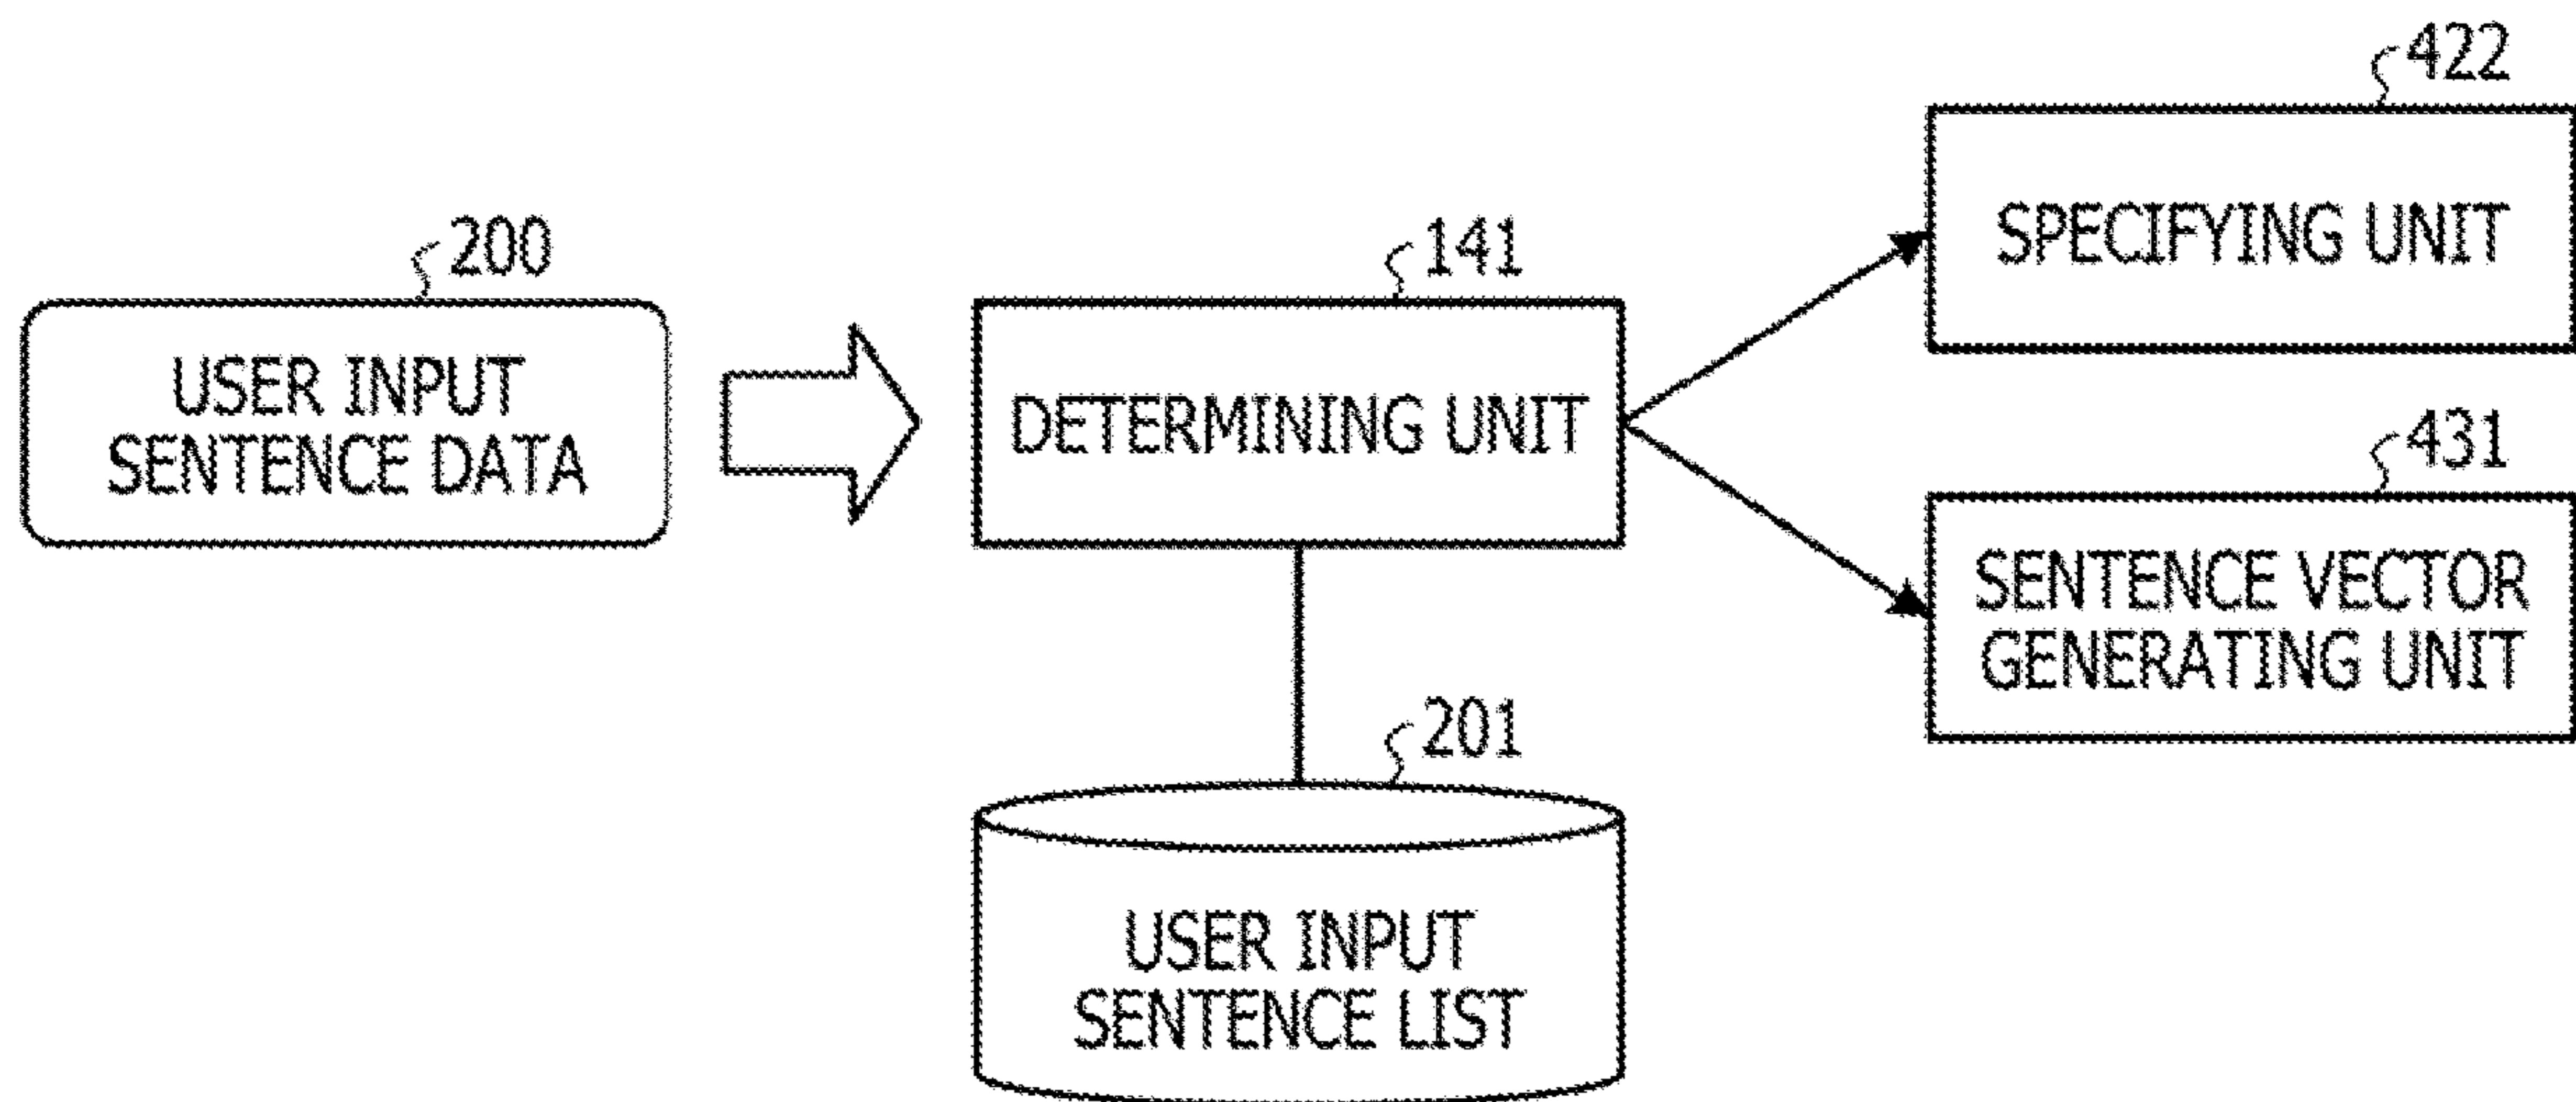 422
SPECIFYING UNIT
200
USER INPUT
SENTENCE DATA
141
DETERMINING UNIT
431
SENTENCE VECTOR
GENERATING UNIT
201
USER INPUT
SENTENCE LIST